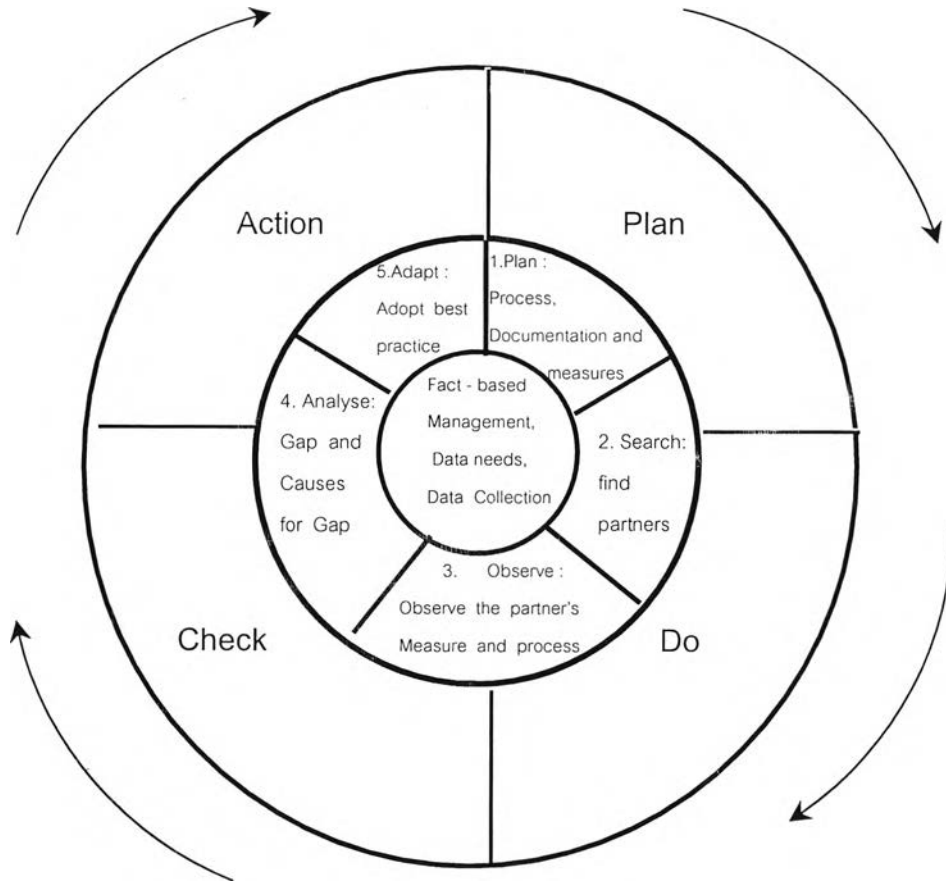 Action
Plan
5.Adapt :
Adopt best
practice
1.Plan :
Process,
Documentation and
measures
Fact - based
Management,
Data needs,
Data Collection
4. Analyse:
Gap and
Causes
for Gap
2. Search:
find
partners
3. Observe :
Observe the partner's
Measure and process
Check
Do